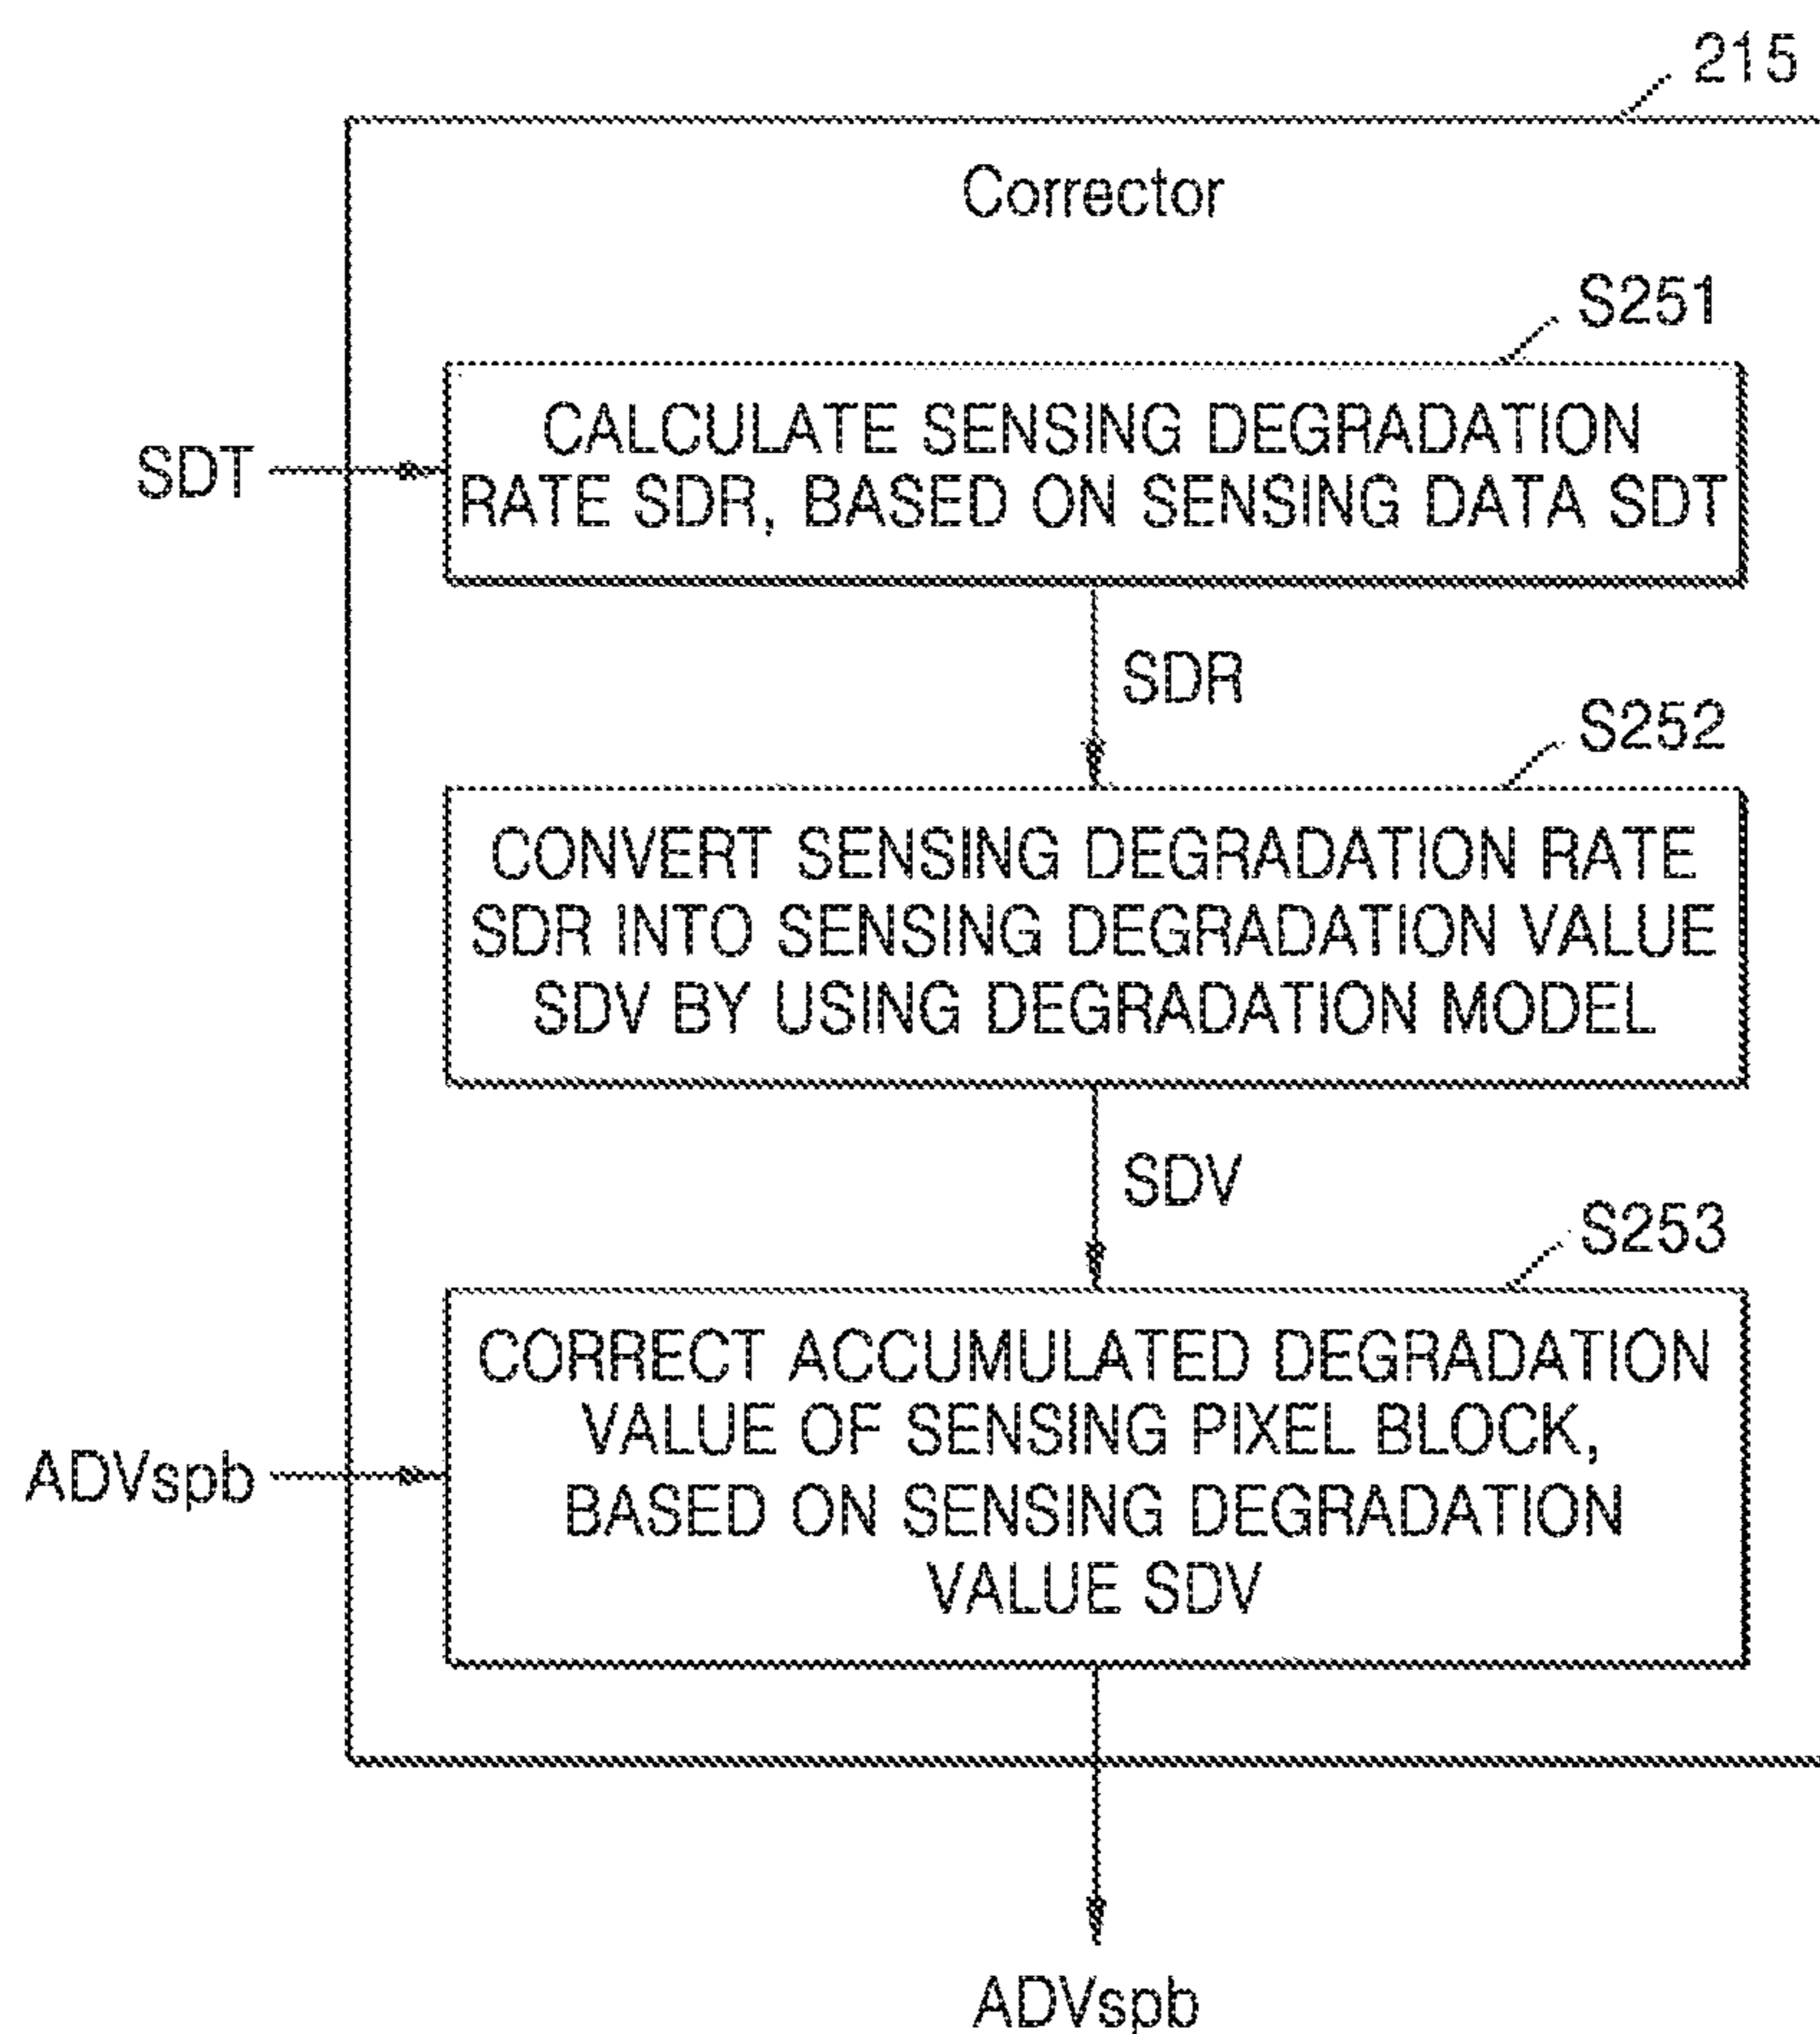 215
Corrector
S251
SDT
CALCULATE SENSING DEGRADATION
RATE SDR, BASED ON SENSING DATA SDT
SDR
S252
CONVERT SENSING DEGRADATION RATE
SDR INTO SENSING DEGRADATION VALUE
SDV BY USING DEGRADATION MODEL
SDV
S253
ADVspb
CORRECT ACCUMULATED DEGRADATION
VALUE OF SENSING PIXEL BLOCK,
BASED ON SENSING DEGRADATION
VALUE SDV
ADVspb